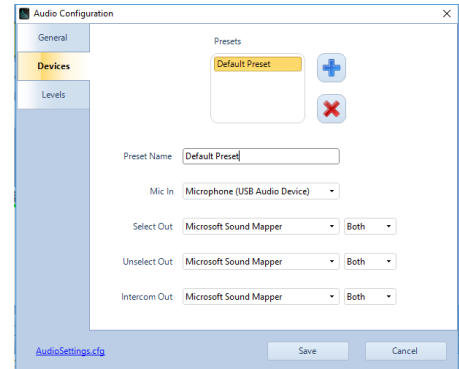 Audio Configuration
General
Devices
Levels
Presets
Default Preset
Preset Name Default Preset
Mic In Microphone (USB Audio Device)
Select Out Microsoft Sound Mapper Both
Unselect Out Microsoft Sound Mapper Both
Intercom Out Microsoft Sound Mapper Both
AudioSettings.cfg Save Cancel